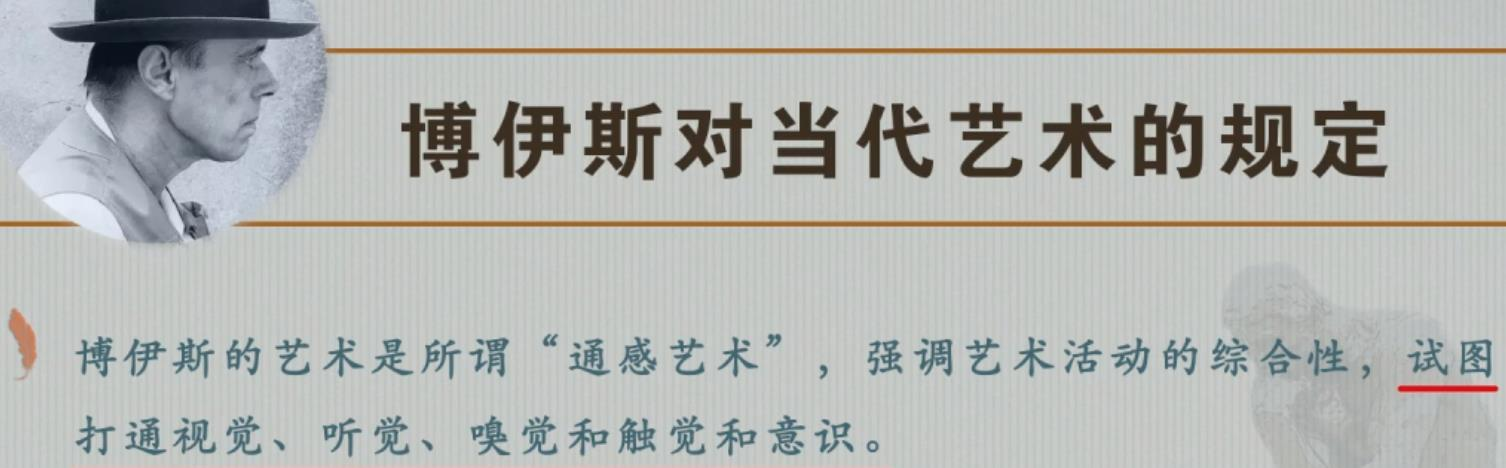 博伊斯对当代艺术的规定
博伊斯的艺术是所谓“通感艺术”，强调艺术活动的综合性，试图
打通视觉、听觉、嗅觉和触觉和意识。